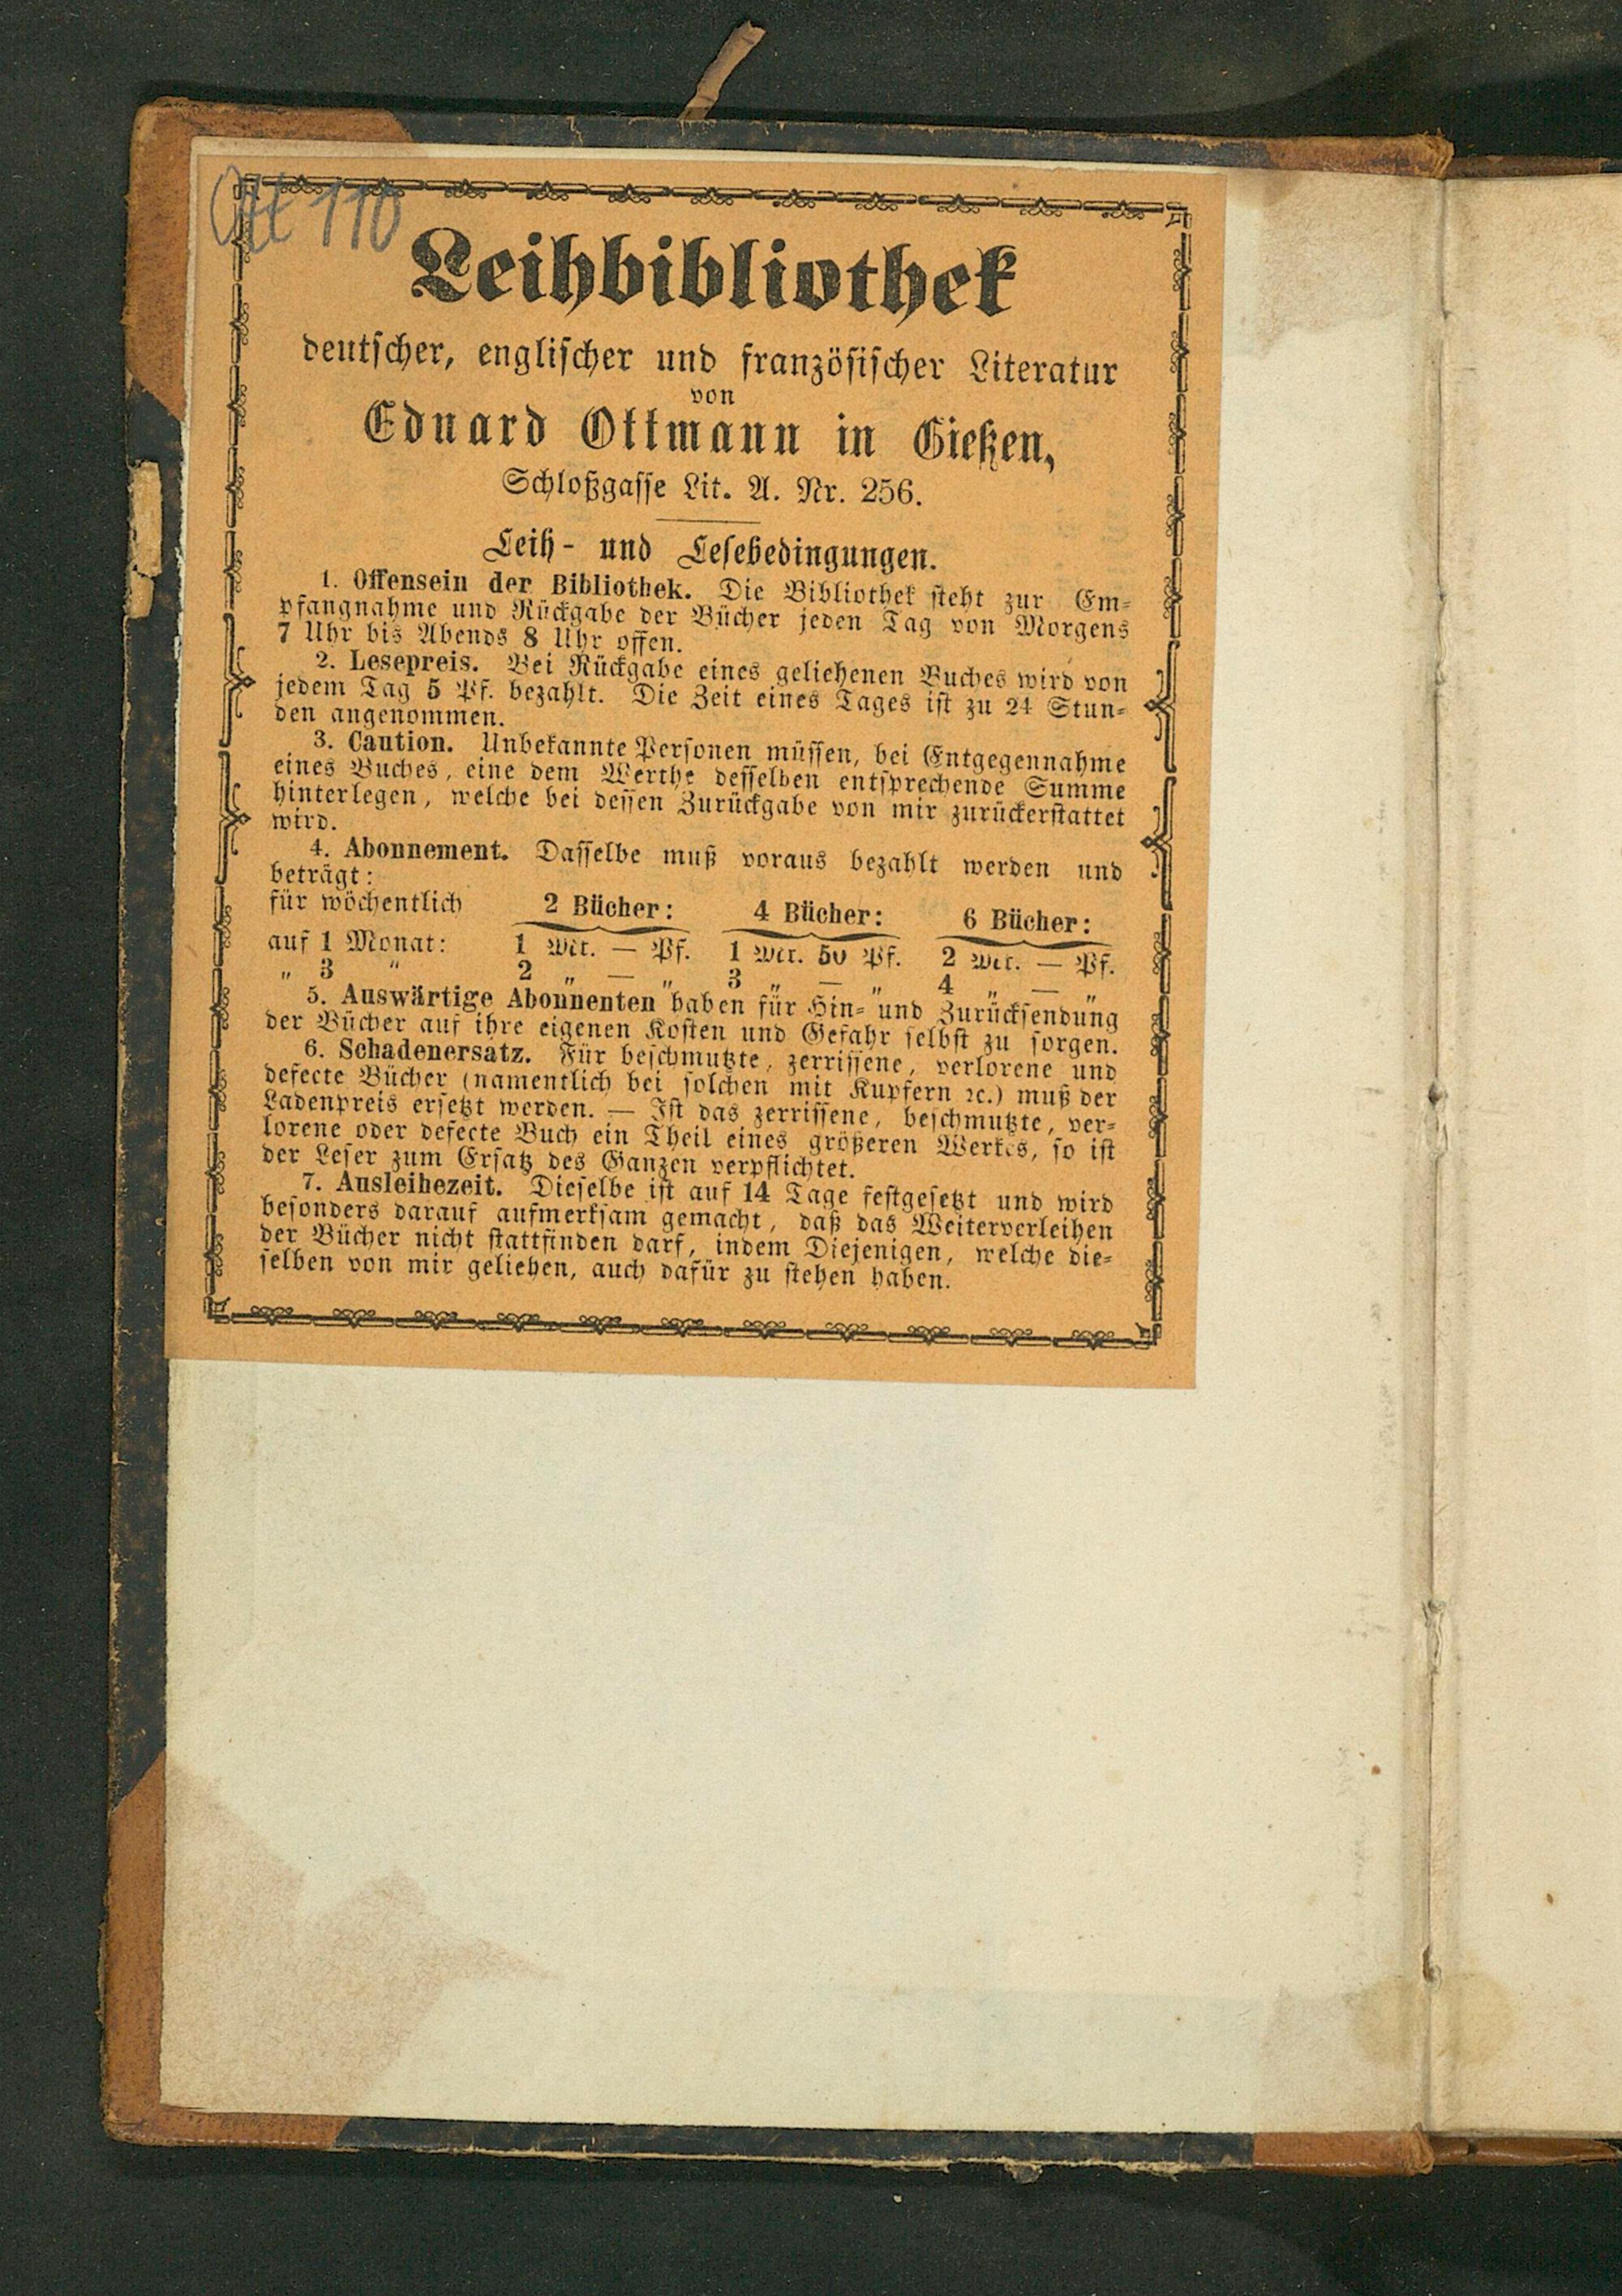 Ott 110
Leihbibliothek
deutscher, englischer und französischer Literatur
von
Eduard Ottmann in Gießen,
Schloßgasse Lit. A. Nr. 256.
Leih- und Lesebedingungen.
1. Offensein der Bibliothek. Die Bibliothek steht zur Em-
pfangnahme und Rückgabe der Bücher jeden Tag von Morgens
7 Uhr bis Abends 8 Uhr offen.
2. Lesepreis. Bei Rückgabe eines geliehenen Buches wird von
jedem Tag 5 Pf. bezahlt. Die Zeit eines Tages ist zu 24 Stun-
den angenommen.
3. Caution. Unbekannte Personen müssen, bei Entgegennahme
eines Buches, eine dem Werthe desselben entsprechende Summe
hinterlegen, welche bei dessen Zurückgabe von mir zurückerstattet
wird.
4. Abonnement. Dasselbe muß voraus bezahlt werden und
beträgt:
für wöchentlich 2 Bücher: 4 Bücher: 6 Bücher:
auf 1 Monat: 1 Mk. — Pf. 1 Mk. 50 Pf. 2 Mk. — Pf.
„ 3 „ 2 „ — „ 3 „ — „ 4 „ — „
5. Auswärtige Abonnenten haben für Hin- und Zurücksendung
der Bücher auf ihre eigenen Kosten und Gefahr selbst zu sorgen.
6. Schadenersatz. Für beschmutzte, zerrissene, verlorene und
defecte Bücher (namentlich bei solchen mit Kupfern ꝛc.) muß der
Ladenpreis ersetzt werden. — Ist das zerrissene, beschmutzte, ver-
lorene oder defecte Buch ein Theil eines größeren Werkes, so ist
der Leser zum Ersatz des Ganzen verpflichtet.
7. Ausleihezeit. Dieselbe ist auf 14 Tage festgesetzt und wird
besonders darauf aufmerksam gemacht, daß das Weiterverleihen
der Bücher nicht stattfinden darf, indem Diejenigen, welche die-
selben von mir geliehen, auch dafür zu stehen haben.